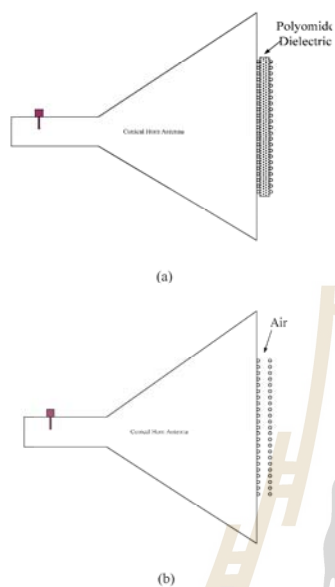 Polyomide
Dielectric
Conical Horn Antenna
(a)
Air
Conical Horn Antenna
(b)